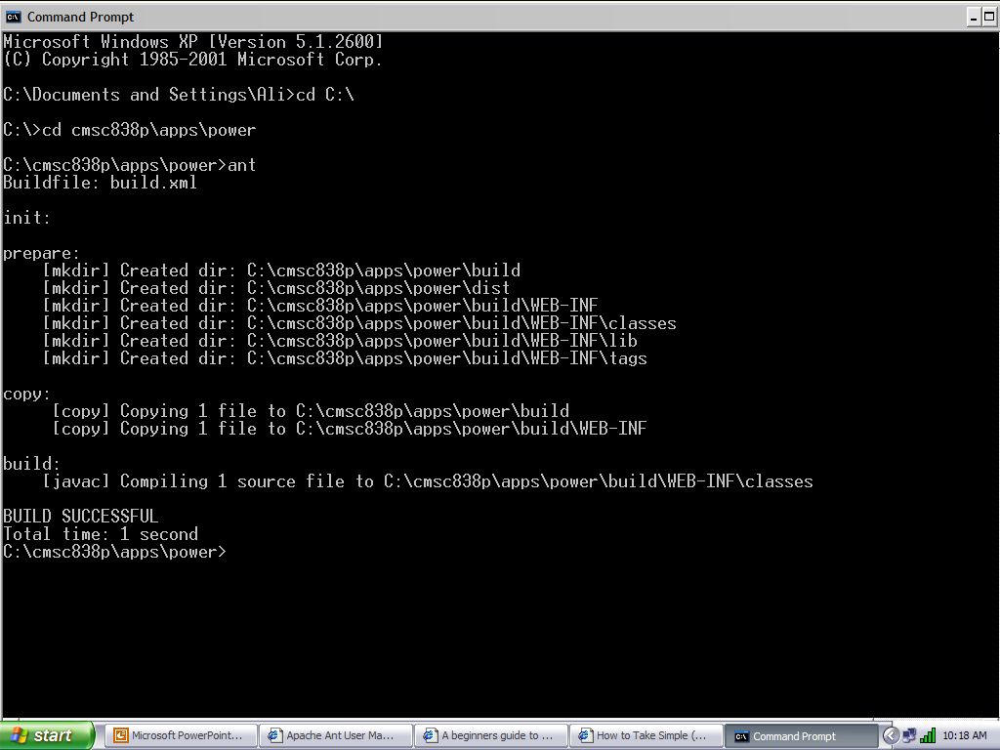 Command Prompt
Microsoft Windows XP [Version 5.1.2600]
(C) Copyright 1985-2001 Microsoft Corp.
C:\Documents and Settings\Ali>cd C:\
C:\>cd cmsc838p\apps\power
C:\cmsc838p\apps\power>ant
Buildfile: build.xml
init:
prepare:
[mkdir] Created dir: C:\cmsc838p\apps\power\build
[mkdir] Created dir: C:\cmsc838p\apps\power\dist
[mkdir] Created dir: C:\cmsc838p\apps\power\build\WEB-INF
[mkdir] Created dir: C:\cmsc838p\apps\power\build\WEB-INF\classes
[mkdir] Created dir: C:\cmsc838p\apps\power\build\WEB-INF\lib
[mkdir] Created dir: C:\cmsc838p\apps\power\build\WEB-INF\tags
copy:
[copy] Copying 1 file to C:\cmsc838p\apps\power\build
[copy] Copying 1 file to C:\cmsc838p\apps\power\build\WEB-INF
build:
[javac] Compiling 1 source file to C:\cmsc838p\apps\power\build\WEB-INF\classes
BUILD SUCCESSFUL
Total time: 1 second
C:\cmsc838p\apps\power>
start Microsoft PowerPoint... Apache Ant User Ma... A beginners guide to ... How to Take Simple (... Command Prompt 10:18 AM